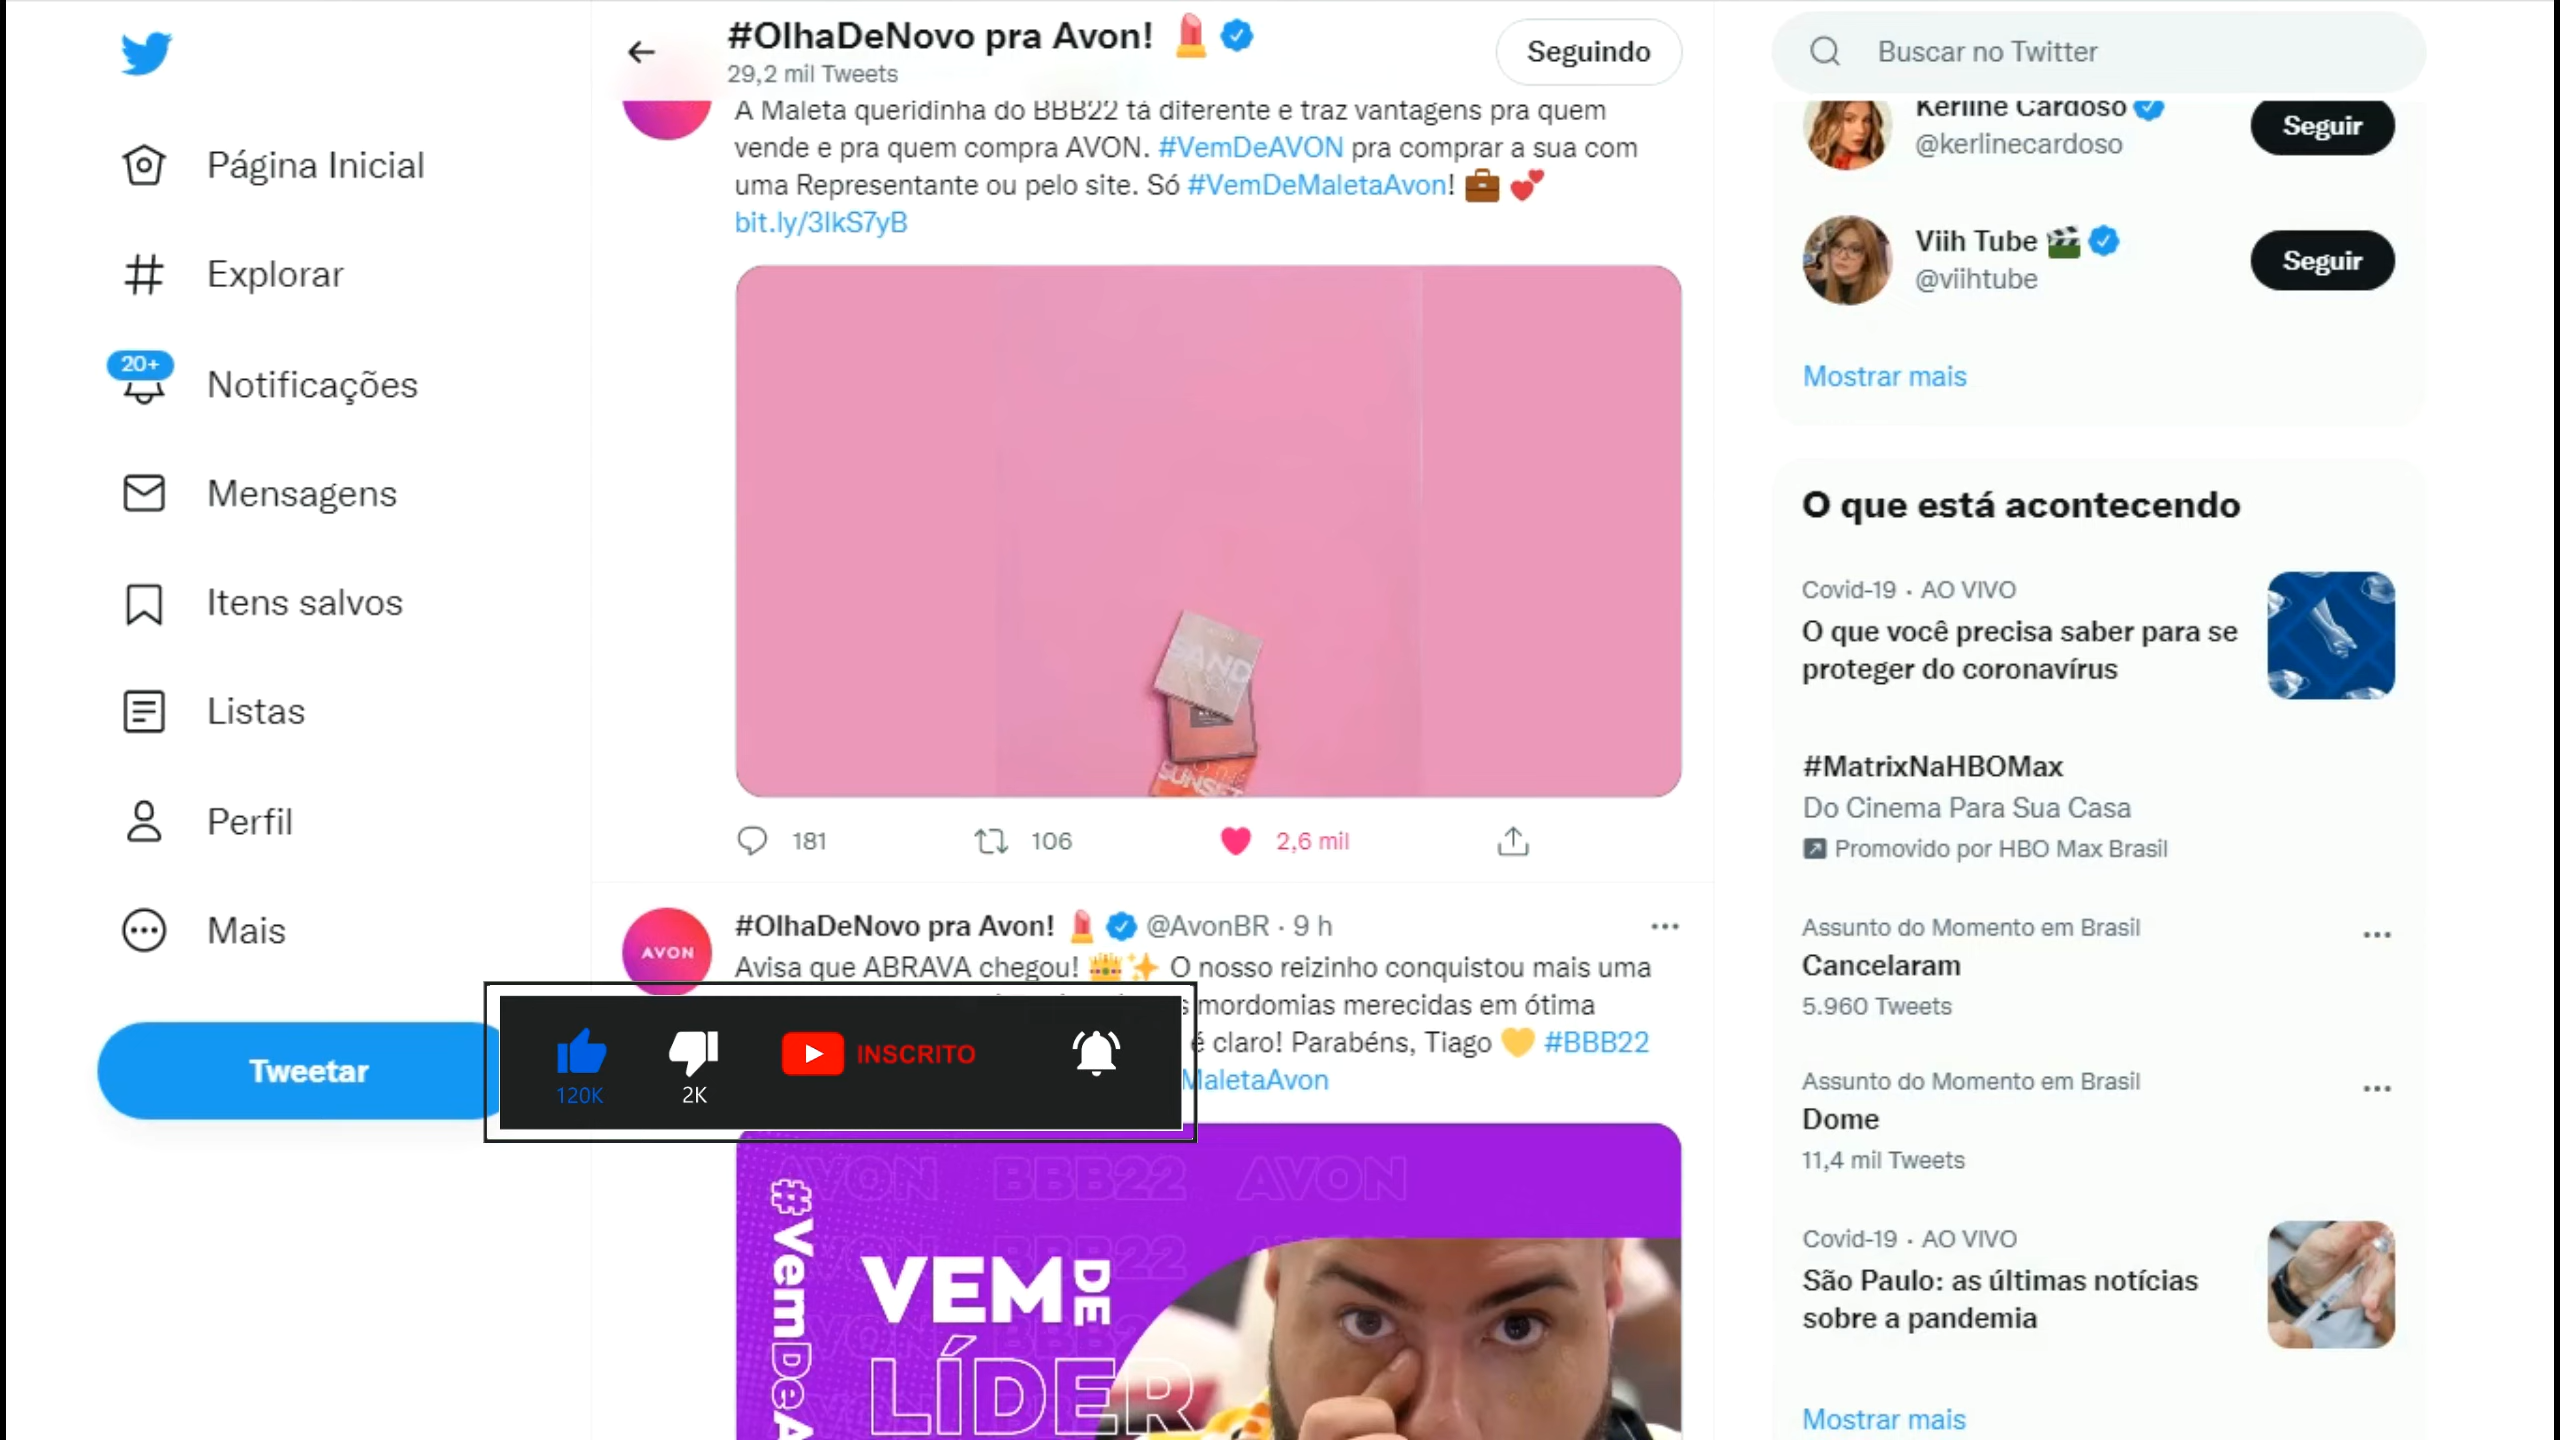 Página Inicial
Explorar
20+
Notificações
Mensagens
Itens salvos
Listas
Perfil
Mais
Tweetar
#OlhaDeNovo pra Avon!
29,2 mil Tweets
Seguindo
A Maleta queridinha do BBB22 tá diferente e traz vantagens pra quem
vende e pra quem compra AVON. #VemDeAVON pra comprar a sua com
uma Representante ou pelo site. Só #VemDeMaletaAvon! 💼 💕
bit.ly/3IkS7yB
SAND
SUNSET
181
106
2,6 mil
AVON
#OlhaDeNovo pra Avon! 💄 @AvonBR · 9 h
Avisa que ABRAVA chegou! 👑✨ O nosso reizinho conquistou mais uma
mordomias merecidas em ótima
é claro! Parabéns, Tiago 💛 #BBB22
MaletaAvon
120K
2K
INSCRITO
AVON BBB22 AVON
#VemDeA
VEM DE
LÍDER
Buscar no Twitter
Kerline Cardoso
@kerlinecardoso
Seguir
Viih Tube 🎬
@viihtube
Seguir
Mostrar mais
O que está acontecendo
Covid-19 · AO VIVO
O que você precisa saber para se
proteger do coronavírus
#MatrixNaHBOMax
Do Cinema Para Sua Casa
Promovido por HBO Max Brasil
Assunto do Momento em Brasil
Cancelaram
5.960 Tweets
Assunto do Momento em Brasil
Dome
11,4 mil Tweets
Covid-19 · AO VIVO
São Paulo: as últimas notícias
sobre a pandemia
Mostrar mais